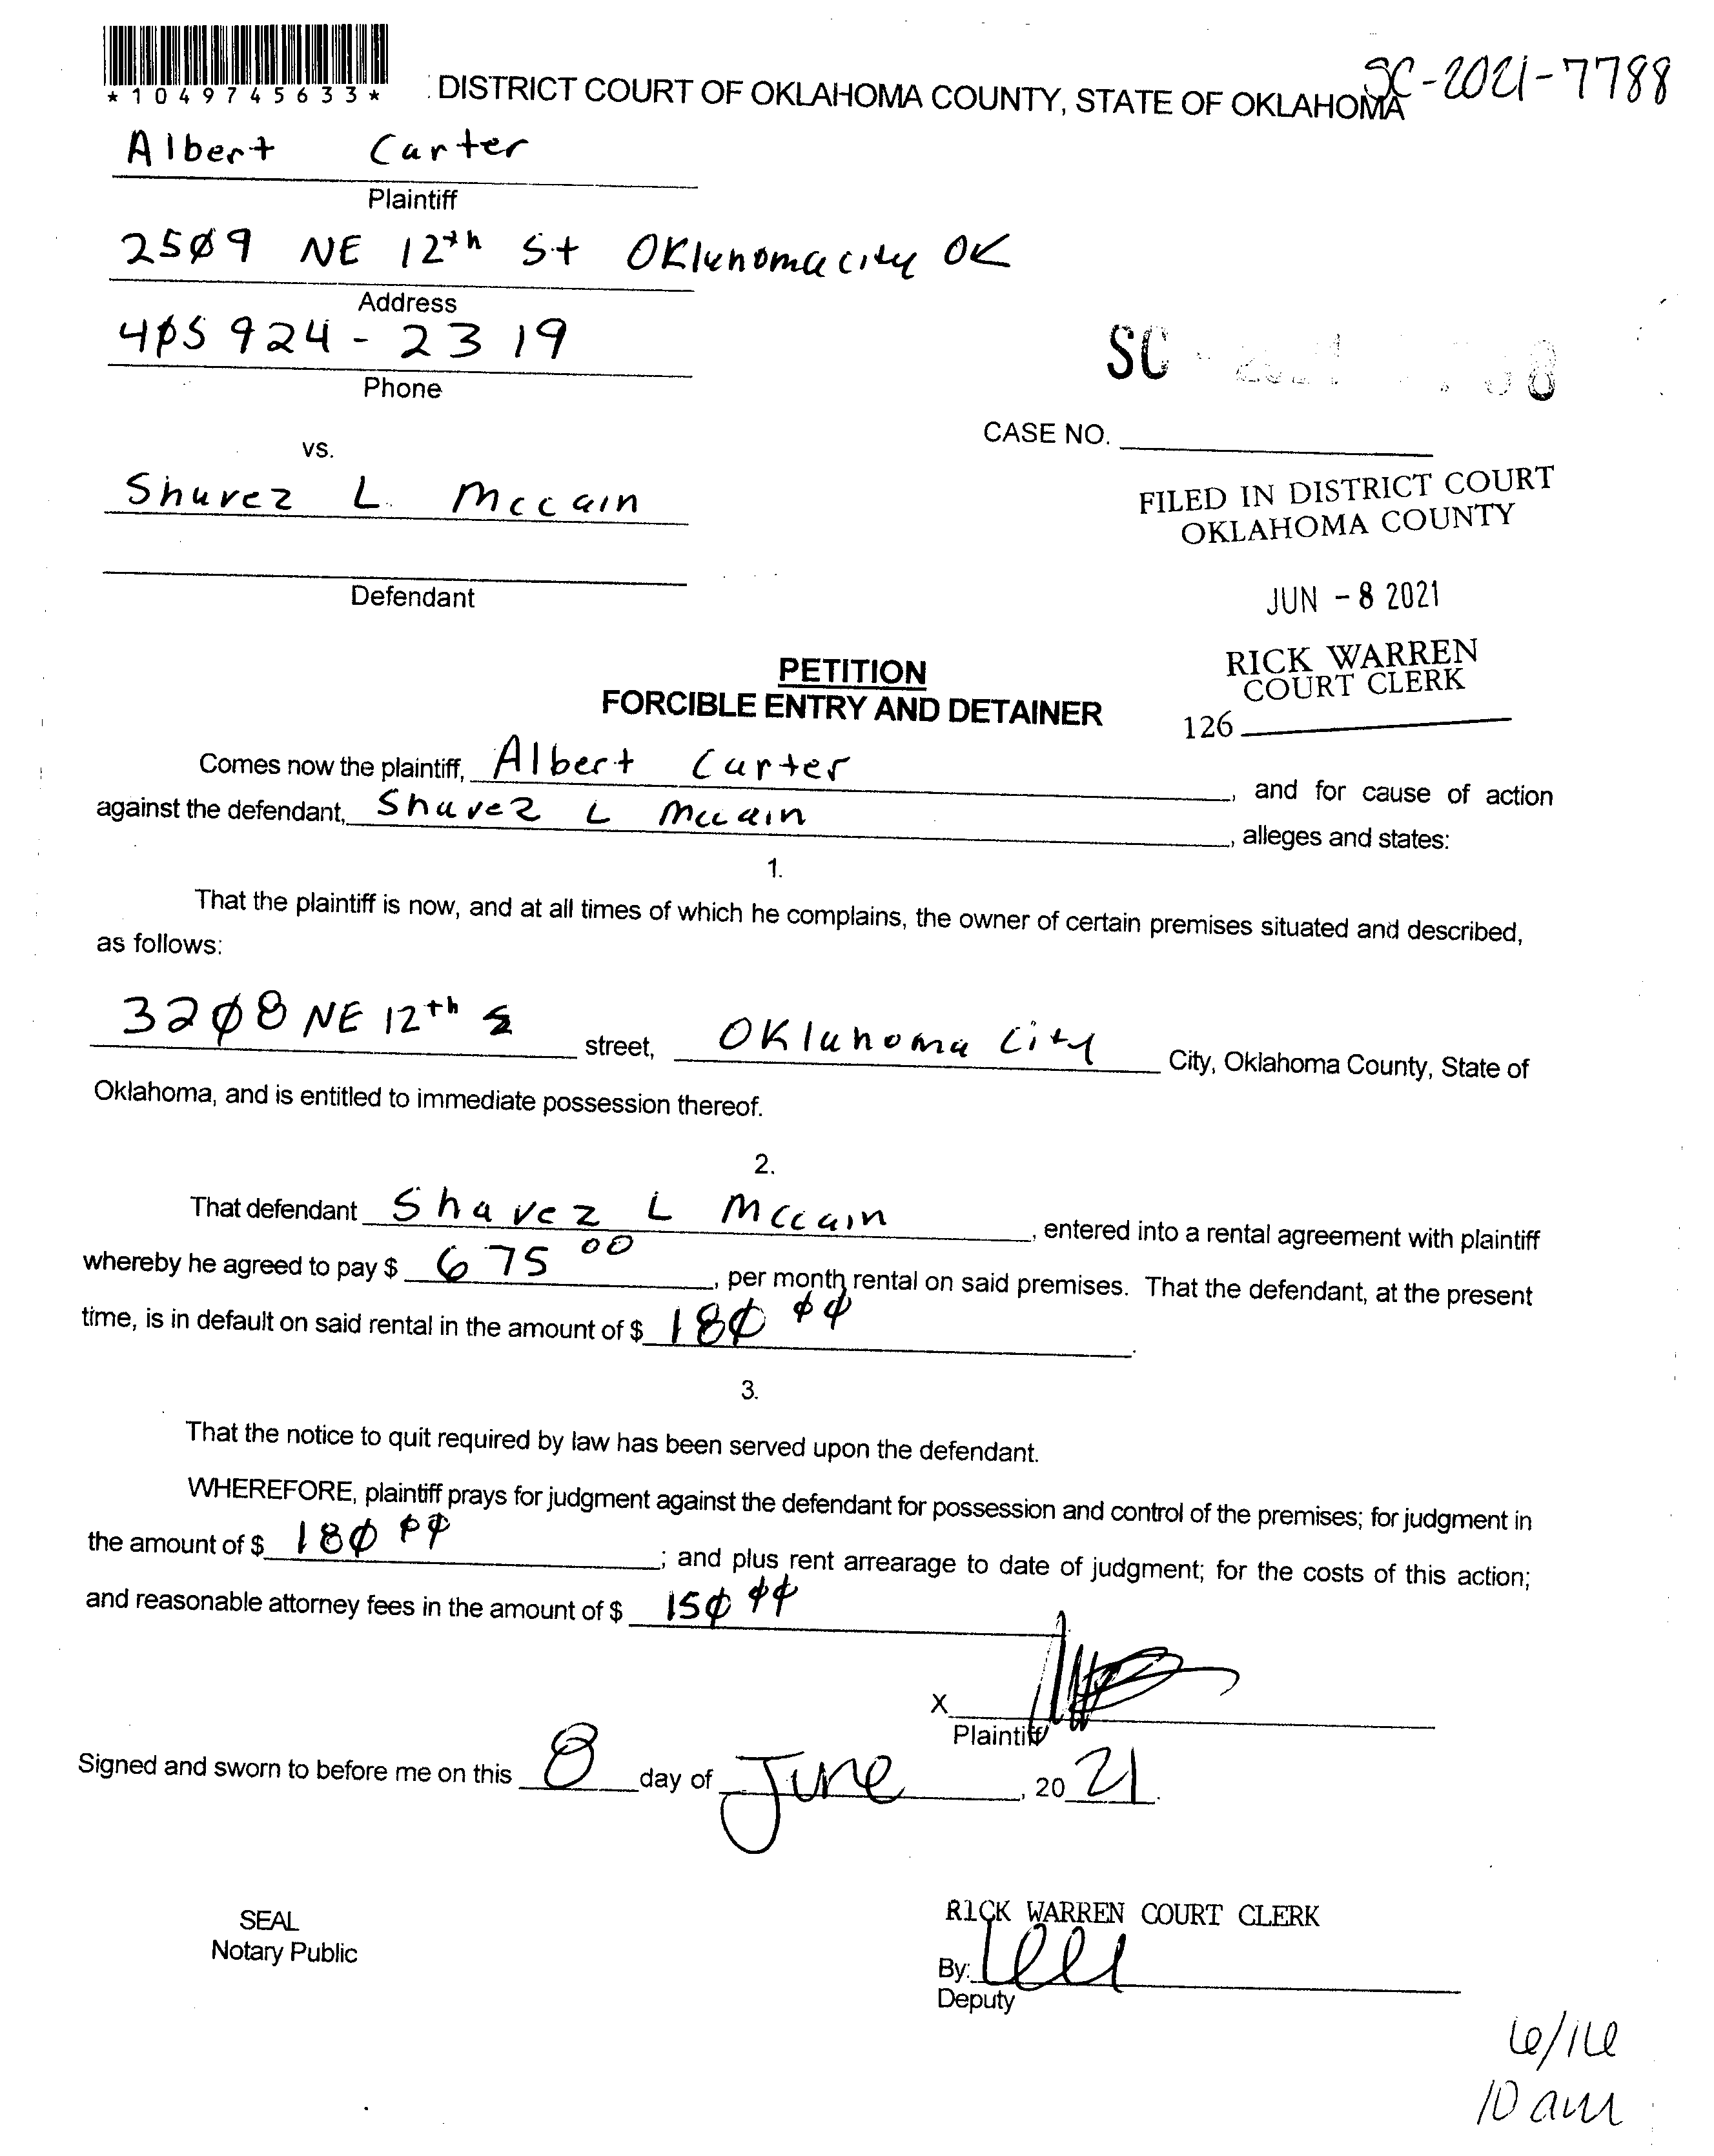 *1049745633*
DISTRICT COURT OF OKLAHOMA COUNTY, STATE OF OKLAHOMA
SC-2021-7788
Albert Carter
Plaintiff
2509 NE 12th St Oklahoma city OK
Address
405 924-2319
Phone
SC
CASE NO.
vs.
Shavez L. Mccain
FILED IN DISTRICT COURT
OKLAHOMA COUNTY
Defendant
JUN -8 2021
PETITION
FORCIBLE ENTRY AND DETAINER
RICK WARREN
COURT CLERK
126
Comes now the plaintiff, Albert Carter, and for cause of action
against the defendant, Shavez L Mccain, alleges and states:
1.
That the plaintiff is now, and at all times of which he complains, the owner of certain premises situated and described,
as follows:
3208 NE 12th street, Oklahoma City City, Oklahoma County, State of
Oklahoma, and is entitled to immediate possession thereof.
2.
That defendant Shavez L Mccain, entered into a rental agreement with plaintiff
whereby he agreed to pay $ 675 00, per month rental on said premises. That the defendant, at the present
time, is in default on said rental in the amount of $ 180 00.
3.
That the notice to quit required by law has been served upon the defendant.
WHEREFORE, plaintiff prays for judgment against the defendant for possession and control of the premises; for judgment in
the amount of $ 180 00; and plus rent arrearage to date of judgment; for the costs of this action;
and reasonable attorney fees in the amount of $ 150 00
X
Plaintiff
Signed and sworn to before me on this 8 day of June, 20 21.
SEAL
Notary Public
RICK WARREN COURT CLERK
By:
Deputy
6/16
10 am